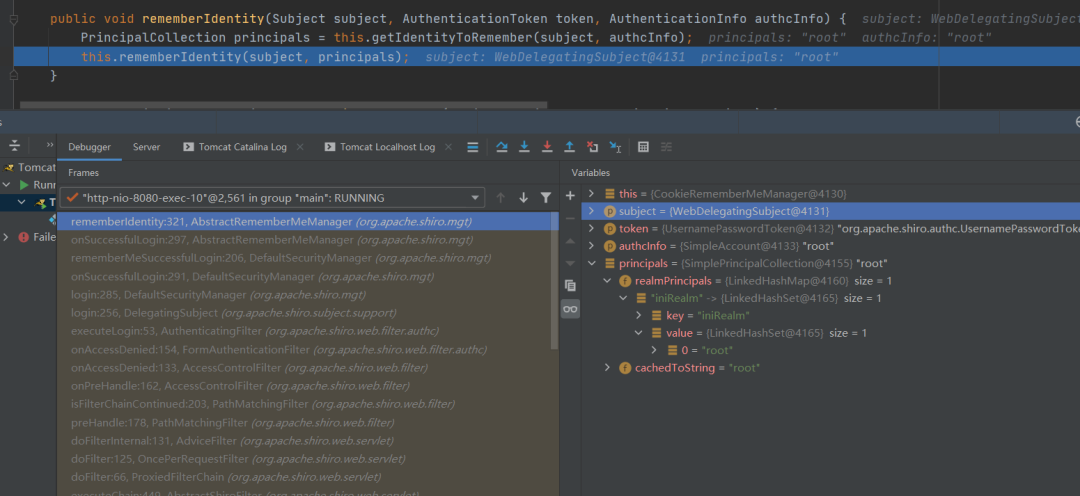 public void rememberIdentity(Subject subject, AuthenticationToken token, AuthenticationInfo authcInfo) {  subject: WebDelegatingSubject
PrincipalCollection principals = this.getIdentityToRemember(subject, authcInfo);  principals: "root"  authcInfo: "root"
this.rememberIdentity(subject, principals);  subject: WebDelegatingSubject@4131  principals: "root"
}
Debugger  Server  Tomcat Catalina Log  Tomcat Localhost Log
Tomcat
Frames
Variables
Runn
"http-nio-8080-exec-10"@2,561 in group "main": RUNNING
T
Faile
rememberIdentity:321, AbstractRememberMeManager (org.apache.shiro.mgt)
onSuccessfulLogin:297, AbstractRememberMeManager (org.apache.shiro.mgt)
rememberMeSuccessfulLogin:206, DefaultSecurityManager (org.apache.shiro.mgt)
onSuccessfulLogin:291, DefaultSecurityManager (org.apache.shiro.mgt)
login:285, DefaultSecurityManager (org.apache.shiro.mgt)
login:256, DelegatingSubject (org.apache.shiro.subject.support)
executeLogin:53, AuthenticatingFilter (org.apache.shiro.web.filter.authc)
onAccessDenied:154, FormAuthenticationFilter (org.apache.shiro.web.filter.authc)
onAccessDenied:133, AccessControlFilter (org.apache.shiro.web.filter)
onPreHandle:162, AccessControlFilter (org.apache.shiro.web.filter)
isFilterChainContinued:203, PathMatchingFilter (org.apache.shiro.web.filter)
preHandle:178, PathMatchingFilter (org.apache.shiro.web.filter)
doFilterInternal:131, AdviceFilter (org.apache.shiro.web.servlet)
doFilter:125, OncePerRequestFilter (org.apache.shiro.web.servlet)
doFilter:66, ProxiedFilterChain (org.apache.shiro.web.servlet)
executeChain:449, AbstractShiroFilter (org.apache.shiro.web.servlet)
this = {CookieRememberMeManager@4130}
subject = {WebDelegatingSubject@4131}
token = {UsernamePasswordToken@4132} "org.apache.shiro.authc.UsernamePasswordToke
authcInfo = {SimpleAccount@4133} "root"
principals = {SimplePrincipalCollection@4155} "root"
realmPrincipals = {LinkedHashMap@4160} size = 1
"iniRealm" -> {LinkedHashSet@4165} size = 1
key = "iniRealm"
value = {LinkedHashSet@4165} size = 1
0 = "root"
cachedToString = "root"